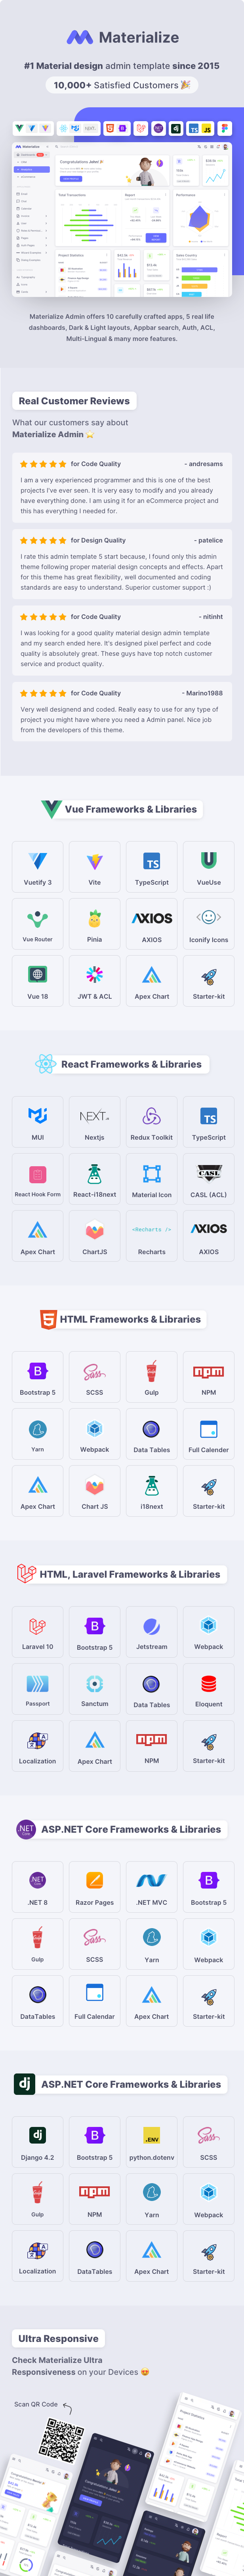 Materialize
#1 Material design admin template since 2015
10,000+ Satisfied Customers 🎉
Materialize Admin offers 10 carefully crafted apps, 5 real-life
dashboards, Dark & Light layouts, Appbar search, Auth, ACL,
Multi-Lingual & many more features.
Real Customer Reviews
What our customers say about
Materialize Admin
for Code Quality - andresams
I am a very experienced programmer and this is one of the best
projects I've ever seen. It is very easy to modify and you already
have everything done. I am using it for an eCommerce project and
this has everything I needed for.
for Design Quality - patelice
I rate this admin template 5 start because, I found only this admin
theme following proper material design concepts and effects. Apart
for this theme has great flexibility, well documented and coding
standards are easy to understand. Superior customer support :)
for Code Quality - nitinht
I was looking for a good quality material design admin template
and my search ended here. It's designed pixel perfect and code
quality is absolutely great. These guys have top notch customer
service and product quality.
for Code Quality - Marino1988
Very well designed and coded. Really easy to use for any type of
project you might have where you need a Admin panel. Nice job
from the developers of this theme.
Vue Frameworks & Libraries
Vuetify 3 Vite TypeScript VueUse
Vue Router Pinia AXIOS Iconify Icons
Vue 18 JWT & ACL Apex Chart Starter-kit
React Frameworks & Libraries
MUI Nextjs Redux Toolkit TypeScript
React Hook Form React-i18next Material Icon CASL (ACL)
Apex Chart ChartJS Recharts AXIOS
HTML Frameworks & Libraries
Bootstrap 5 SCSS Gulp NPM
Yarn Webpack Data Tables Full Calender
Apex Chart Chart JS i18next Starter-kit
HTML, Laravel Frameworks & Libraries
Laravel 10 Bootstrap 5 Jetstream Webpack
Passport Sanctum Data Tables Eloquent
Localization Apex Chart NPM Starter-kit
ASP.NET Core Frameworks & Libraries
.NET 8 Razor Pages .NET MVC Bootstrap 5
Gulp SCSS Yarn Webpack
DataTables Full Calendar Apex Chart Starter-kit
ASP.NET Core Frameworks & Libraries
Django 4.2 Bootstrap 5 python.dotenv SCSS
Gulp NPM Yarn Webpack
Localization DataTables Apex Chart Starter-kit
Ultra Responsive
Check Materialize Ultra
Responsiveness on your Devices 😍
Scan QR Code